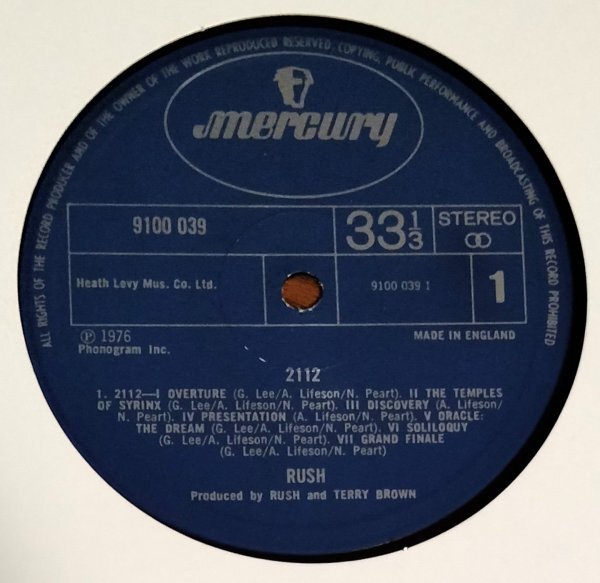 ALL RIGHTS OF THE RECORD PRODUCER AND OF THE OWNER OF THE WORK REPRODUCED RESERVED. COPYING, PUBLIC PERFORMANCE AND BROADCASTING OF THIS RECORD PROHIBITED
mercury
9100 039
33⅓
STEREO
Heath Levy Mus. Co. Ltd.
9100 039 1
1
Ⓟ 1976
Phonogram Inc.
MADE IN ENGLAND
2112
1. 2112—I OVERTURE (G. Lee/A. Lifeson/N. Peart). II THE TEMPLES
OF SYRINX (G. Lee/A. Lifeson/N. Peart). III DISCOVERY (A. Lifeson/
N. Peart). IV PRESENTATION (A. Lifeson/N. Peart). V ORACLE:
THE DREAM (G. Lee/A. Lifeson/N. Peart). VI SOLILOQUY
(G. Lee/A. Lifeson/N. Peart). VII GRAND FINALE
(G. Lee/A. Lifeson/N. Peart)
RUSH
Produced by RUSH and TERRY BROWN